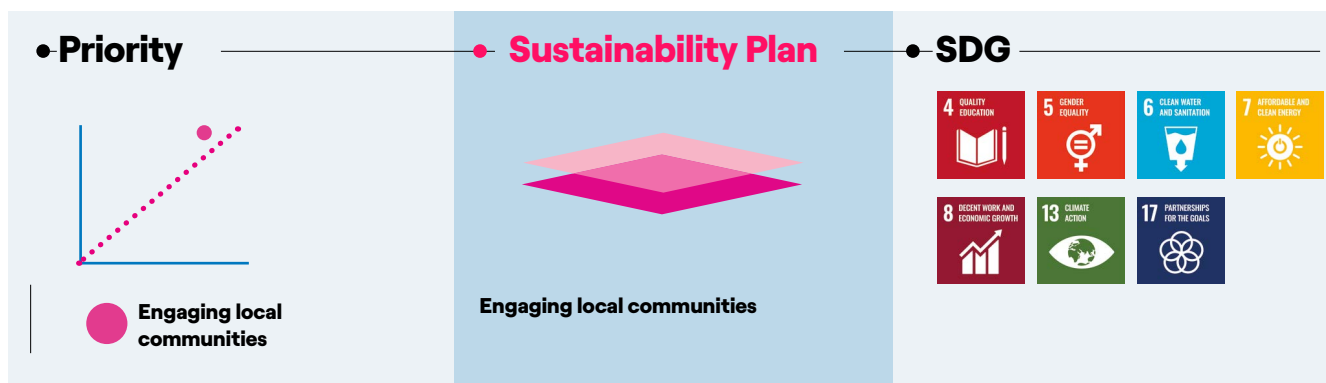 Priority
Sustainability Plan
SDG
Engaging local
communities
Engaging local communities
4 QUALITY
EDUCATION
5 GENDER
EQUALITY
6 CLEAN WATER
AND SANITATION
7 AFFORDABLE AND
CLEAN ENERGY
8 DECENT WORK AND
ECONOMIC GROWTH
13 CLIMATE
ACTION
17 PARTNERSHIPS
FOR THE GOALS